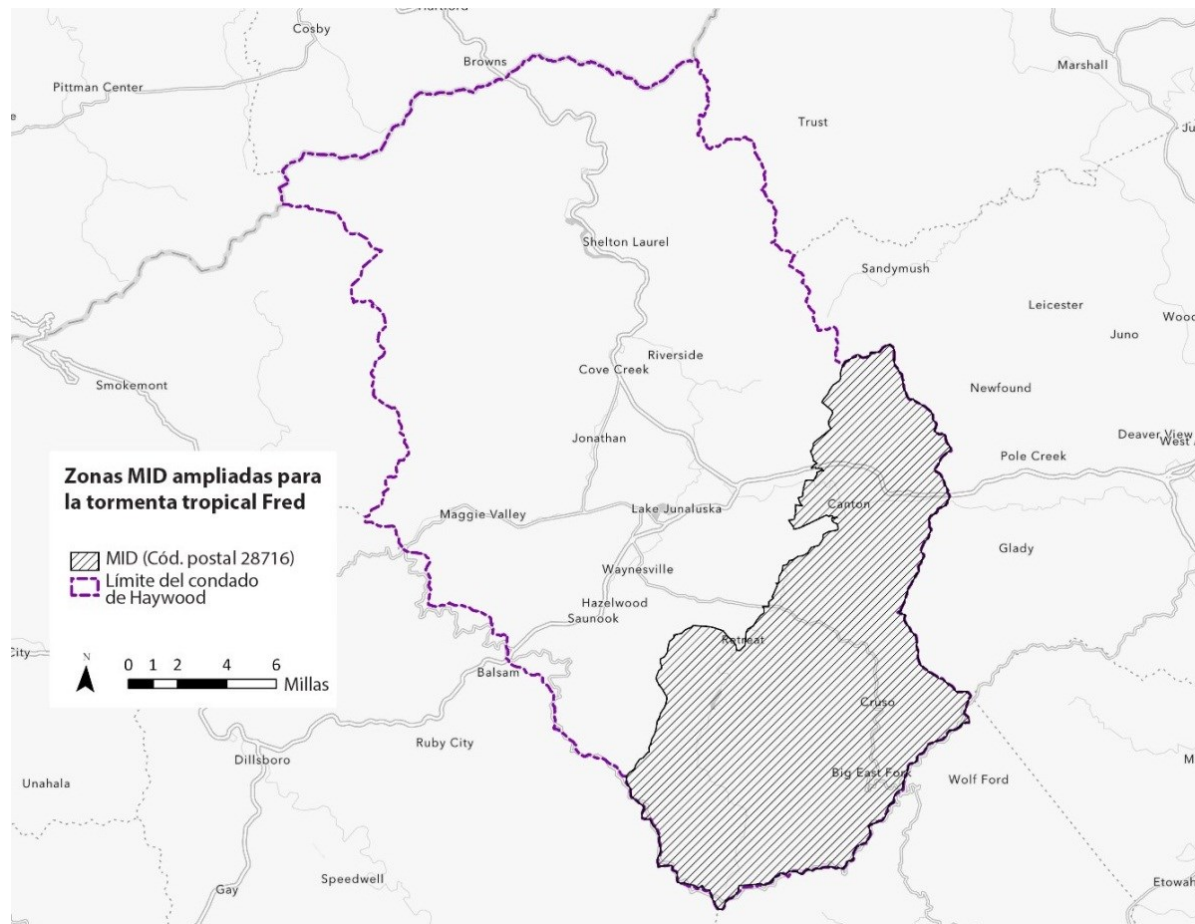 Cosby
Browns
Marshall
Pittman Center
Trust
Shelton Laurel
Sandymush
Leicester
Juno
Riverside
Cove Creek
Smokemont
Newfound
Jonathan
Deaver View
Pole Creek
Zonas MID ampliadas para
la tormenta tropical Fred
MID (Cód. postal 28716)
Límite del condado
de Haywood
N
0 1 2 4 6 Millas
Maggie Valley
Lake Junaluska
Canton
Glady
Waynesville
Hazelwood
Saunook
Retreat
Balsam
Cruso
Ruby City
Dillsboro
Big East Fork
Wolf Ford
Unahala
Speedwell
Gay
Etowah